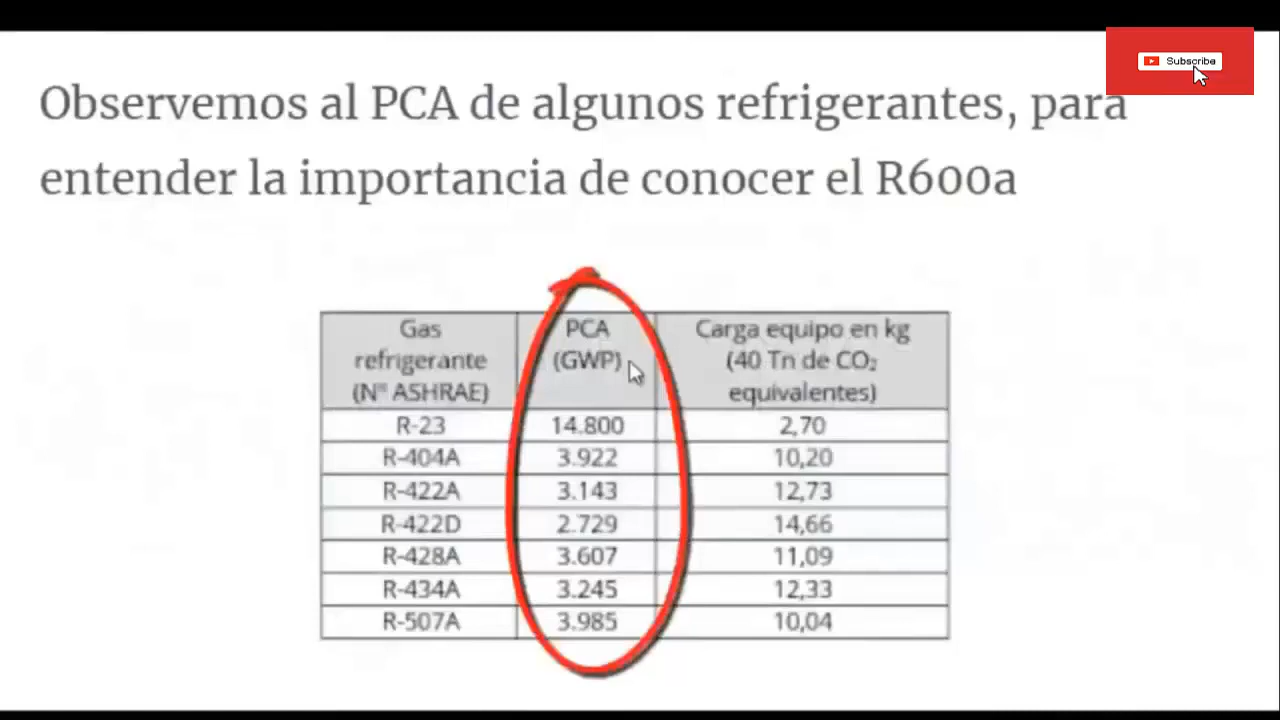 Subscribe
Observemos al PCA de algunos refrigerantes, para
entender la importancia de conocer el R600a
Gas refrigerante (Nº ASHRAE) PCA (GWP) Carga equipo en kg (40 Tn de CO₂ equivalentes)
R-23 14.800 2,70
R-404A 3.922 10,20
R-422A 3.143 12,73
R-422D 2.729 14,66
R-428A 3.607 11,09
R-434A 3.245 12,33
R-507A 3.985 10,04